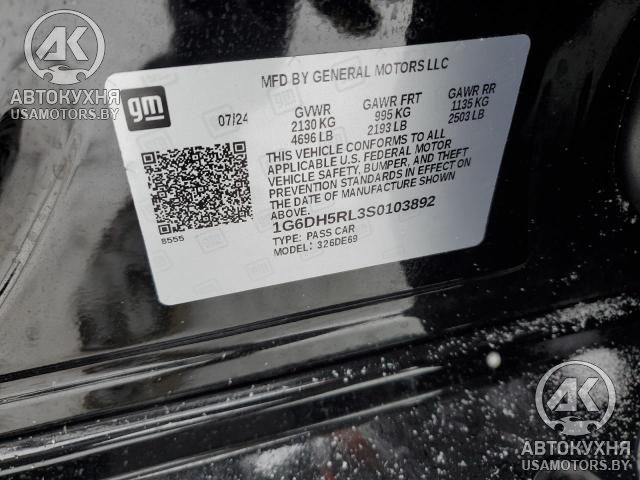 AK
АВТОКУХНЯ
USAMOTORS.BY
gm
MFD BY GENERAL MOTORS LLC
07/24
GVWR GAWR FRT GAWR RR
2130 KG 995 KG 1135 KG
4696 LB 2193 LB 2503 LB
THIS VEHICLE CONFORMS TO ALL
APPLICABLE U.S. FEDERAL MOTOR
VEHICLE SAFETY, BUMPER, AND THEFT
PREVENTION STANDARDS IN EFFECT ON
THE DATE OF MANUFACTURE SHOWN
ABOVE.
8555
1G6DH5RL3S0103892
TYPE: PASS CAR
MODEL: 326DE69
AK
АВТОКУХНЯ
USAMOTORS.BY